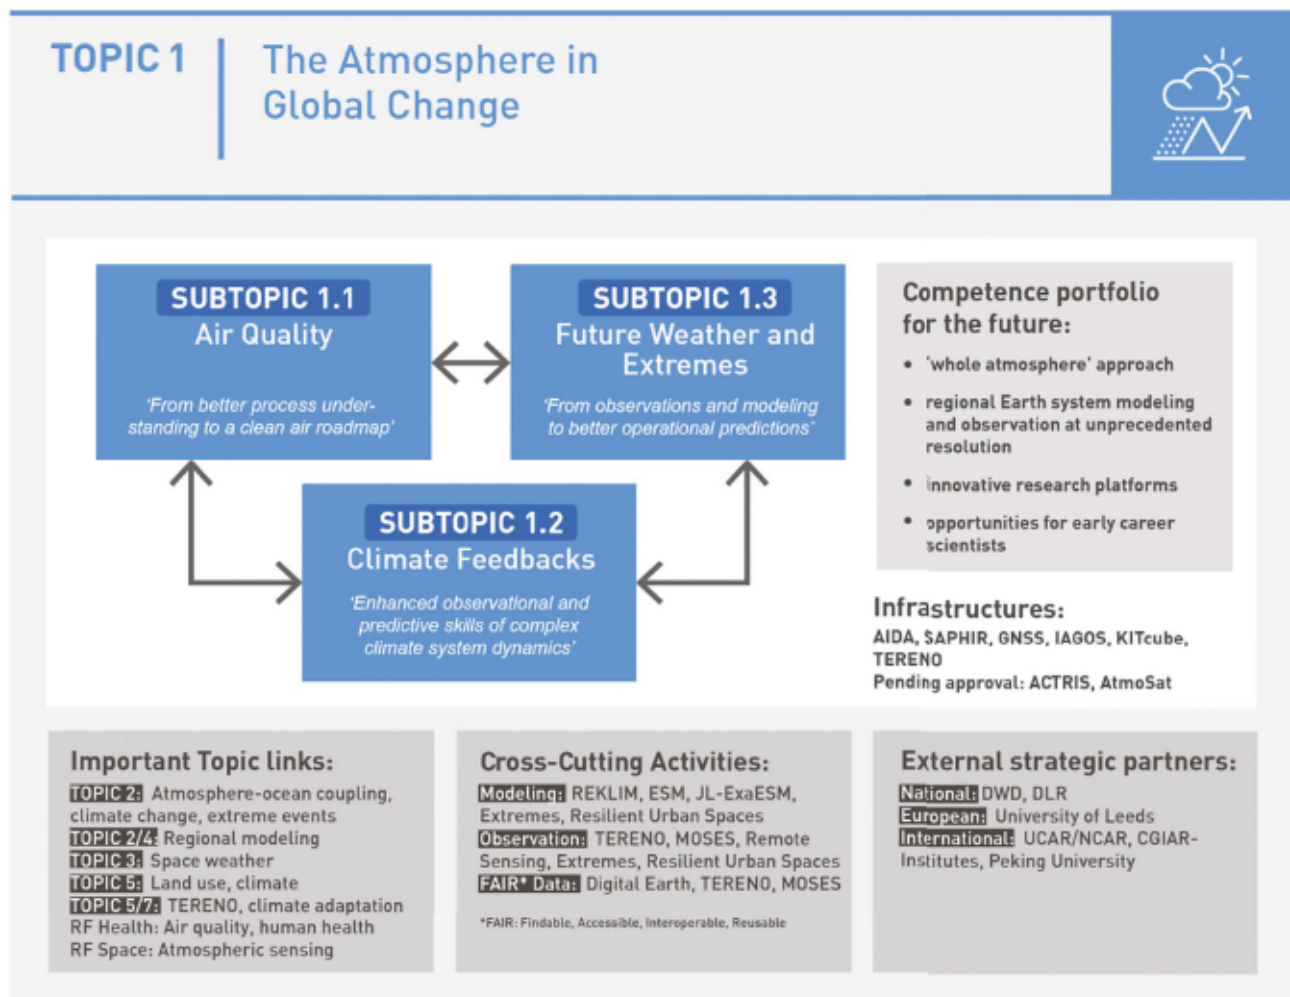 TOPIC 1
The Atmosphere in
Global Change
SUBTOPIC 1.1
Air Quality
'From better process under-
standing to a clean air roadmap'
SUBTOPIC 1.3
Future Weather and
Extremes
'From observations and modeling
to better operational predictions'
SUBTOPIC 1.2
Climate Feedbacks
'Enhanced observational and
predictive skills of complex
climate system dynamics'
Competence portfolio
for the future:
• 'whole atmosphere' approach
• regional Earth system modeling
and observation at unprecedented
resolution
• innovative research platforms
• opportunities for early career
scientists
Infrastructures:
AIDA, SAPHIR, GNSS, IAGOS, KITcube,
TERENO
Pending approval: ACTRIS, AtmoSat
Important Topic links:
TOPIC 2: Atmosphere-ocean coupling,
climate change, extreme events
TOPIC 2/4: Regional modeling
TOPIC 3: Space weather
TOPIC 5: Land use, climate
TOPIC 5/7: TERENO, climate adaptation
RF Health: Air quality, human health
RF Space: Atmospheric sensing
Cross-Cutting Activities:
Modeling: REKLIM, ESM, JL-ExaESM,
Extremes, Resilient Urban Spaces
Observation: TERENO, MOSES, Remote
Sensing, Extremes, Resilient Urban Spaces
FAIR* Data: Digital Earth, TERENO, MOSES
*FAIR: Findable, Accessible, Interoperable, Reusable
External strategic partners:
National: DWD, DLR
European: University of Leeds
International: UCAR/NCAR, CGIAR-
Institutes, Peking University